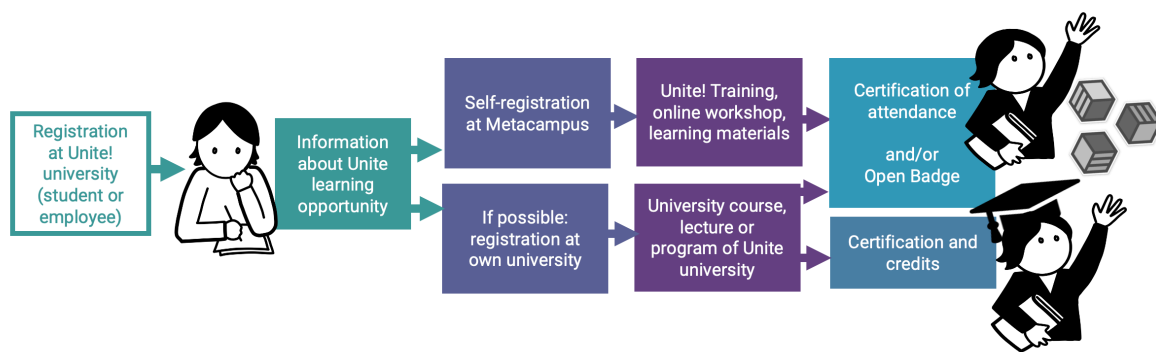 Registration
at Unite!
university
(student or
employee)
Information
about Unite
learning
opportunity
Self-registration
at Metacampus
Unite! Training,
online workshop,
learning materials
Certification of
attendance
and/or
Open Badge
If possible:
registration at
own university
University course,
lecture or
program of Unite
university
Certification and
credits